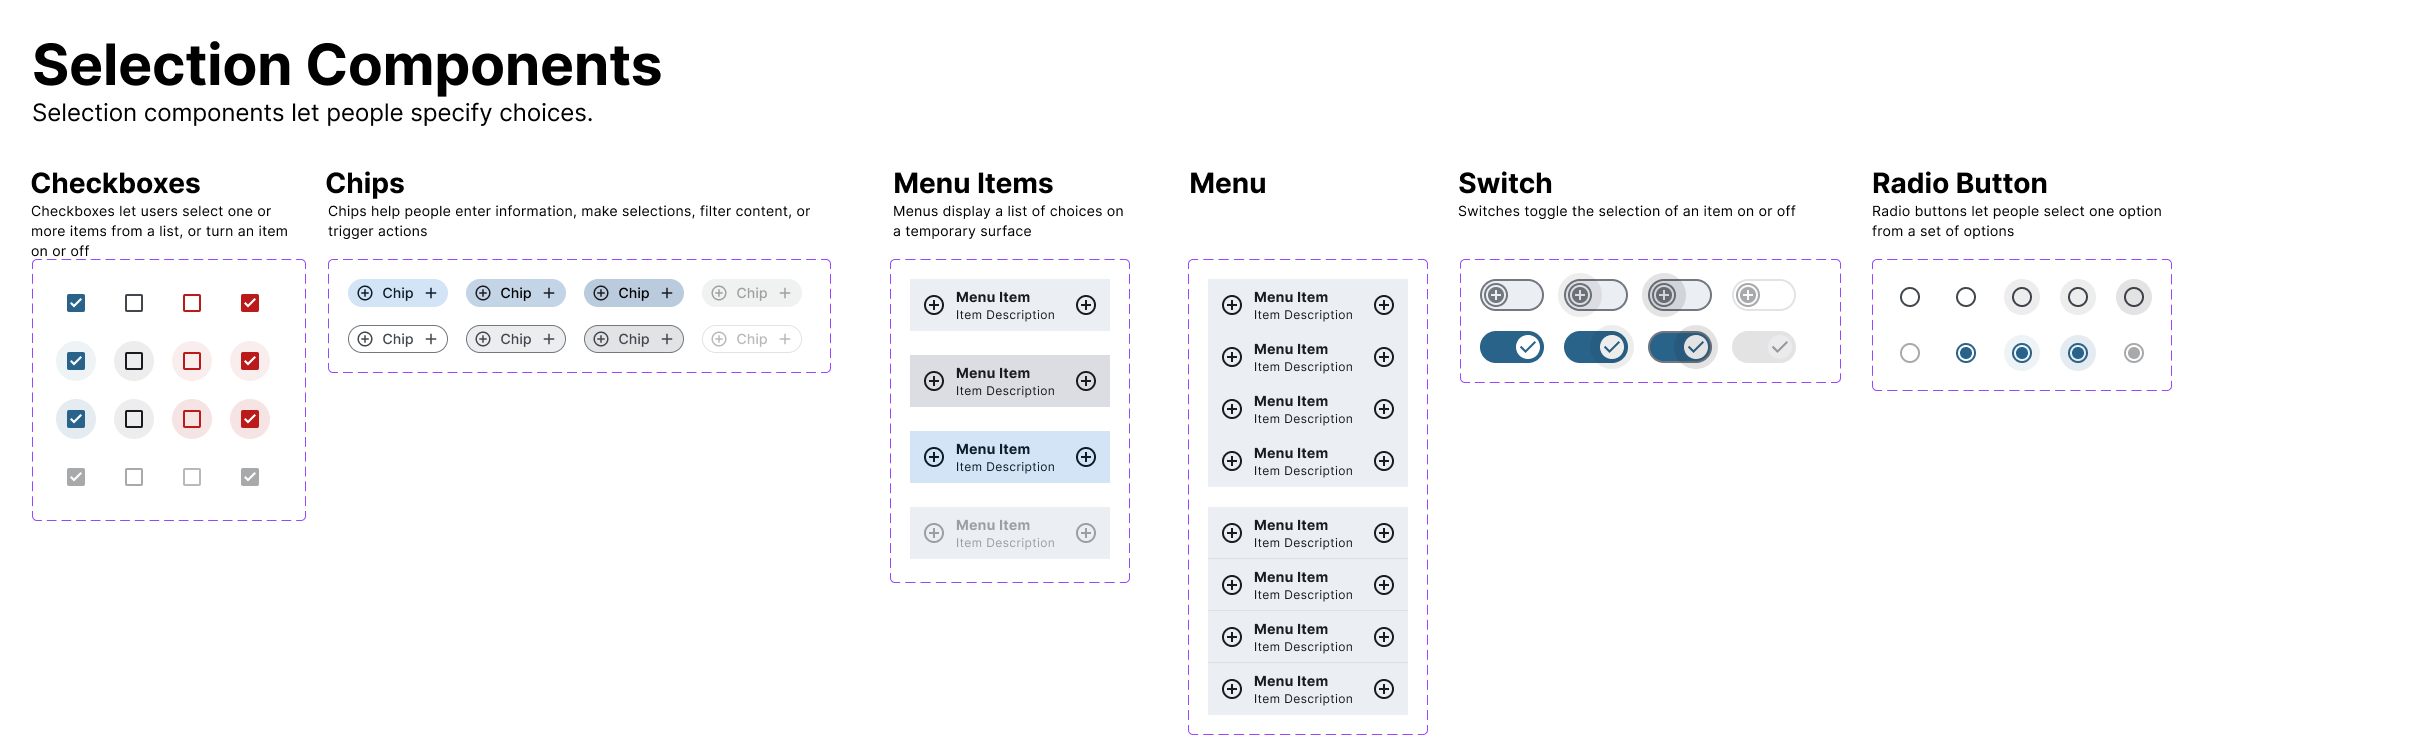 Selection Components
Selection components let people specify choices.
Checkboxes
Checkboxes let users select one or
more items from a list, or turn an item
on or off
Chips
Chips help people enter information, make selections, filter content, or
trigger actions
Chip
Chip
Chip
Chip
Chip
Chip
Chip
Chip
Menu Items
Menus display a list of choices on
a temporary surface
Menu Item
Item Description
Menu Item
Item Description
Menu Item
Item Description
Menu Item
Item Description
Menu
Menu Item
Item Description
Menu Item
Item Description
Menu Item
Item Description
Menu Item
Item Description
Menu Item
Item Description
Menu Item
Item Description
Menu Item
Item Description
Menu Item
Item Description
Switch
Switches toggle the selection of an item on or off
Radio Button
Radio buttons let people select one option
from a set of options